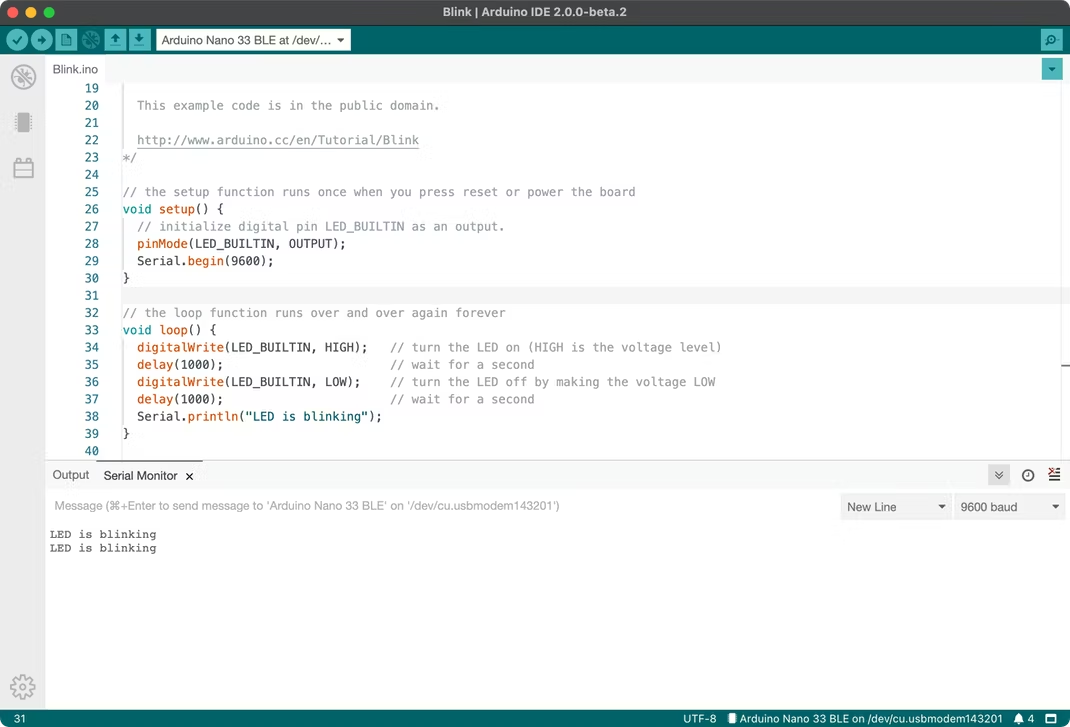 Blink | Arduino IDE 2.0.0-beta.2
Arduino Nano 33 BLE at /dev/...
Blink.ino
19
20 This example code is in the public domain.
21
22 http://www.arduino.cc/en/Tutorial/Blink
23 */
24
25 // the setup function runs once when you press reset or power the board
26 void setup() {
27 // initialize digital pin LED_BUILTIN as an output.
28 pinMode(LED_BUILTIN, OUTPUT);
29 Serial.begin(9600);
30 }
31
32 // the loop function runs over and over again forever
33 void loop() {
34 digitalWrite(LED_BUILTIN, HIGH); // turn the LED on (HIGH is the voltage level)
35 delay(1000); // wait for a second
36 digitalWrite(LED_BUILTIN, LOW); // turn the LED off by making the voltage LOW
37 delay(1000); // wait for a second
38 Serial.println("LED is blinking");
39 }
40
Output Serial Monitor ×
Message (⌘+Enter to send message to 'Arduino Nano 33 BLE' on '/dev/cu.usbmodem143201')
New Line 9600 baud
LED is blinking
LED is blinking
31 UTF-8 Arduino Nano 33 BLE on /dev/cu.usbmodem143201 4